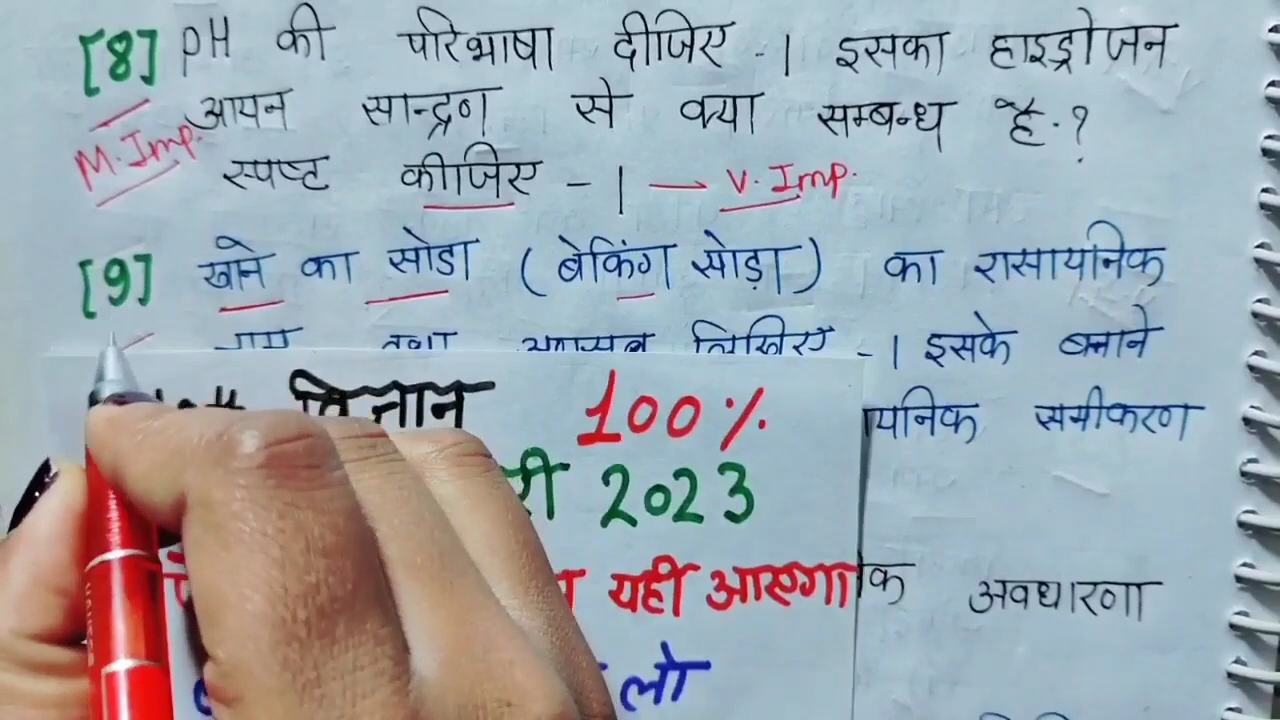 [8] pH की परिभाषा दीजिए -। इसका हाइड्रोजन
आयन सान्द्रण से क्या सम्बन्ध है.?
M. Imp.
स्पष्ट कीजिए -। → V. Imp.
[9] खाने का सोडा (बेकिंग सोड़ा) का रासायनिक
लिखिए -। इसके बनाने
यनिक समीकरण
विज्ञान 100%
री 2023
यहीं आएगा
क अवधारणा
लो